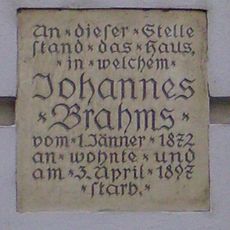 An * dieser * Stelle
stand * das * Haus,
* in * welchem *
Johannes
* Brahms *
vom * 1. Jänner * 1872
an * wohnte * und
am * 3. April * 1897
* starb. *